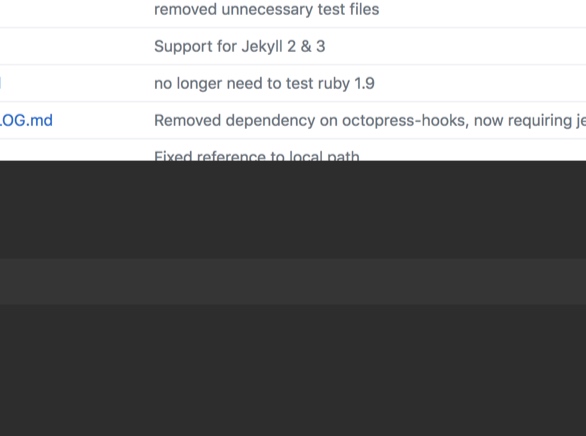 removed unnecessary test files
Support for Jekyll 2 & 3
no longer need to test ruby 1.9
LOG.md Removed dependency on octopress-hooks, now requiring je
Fixed reference to local path